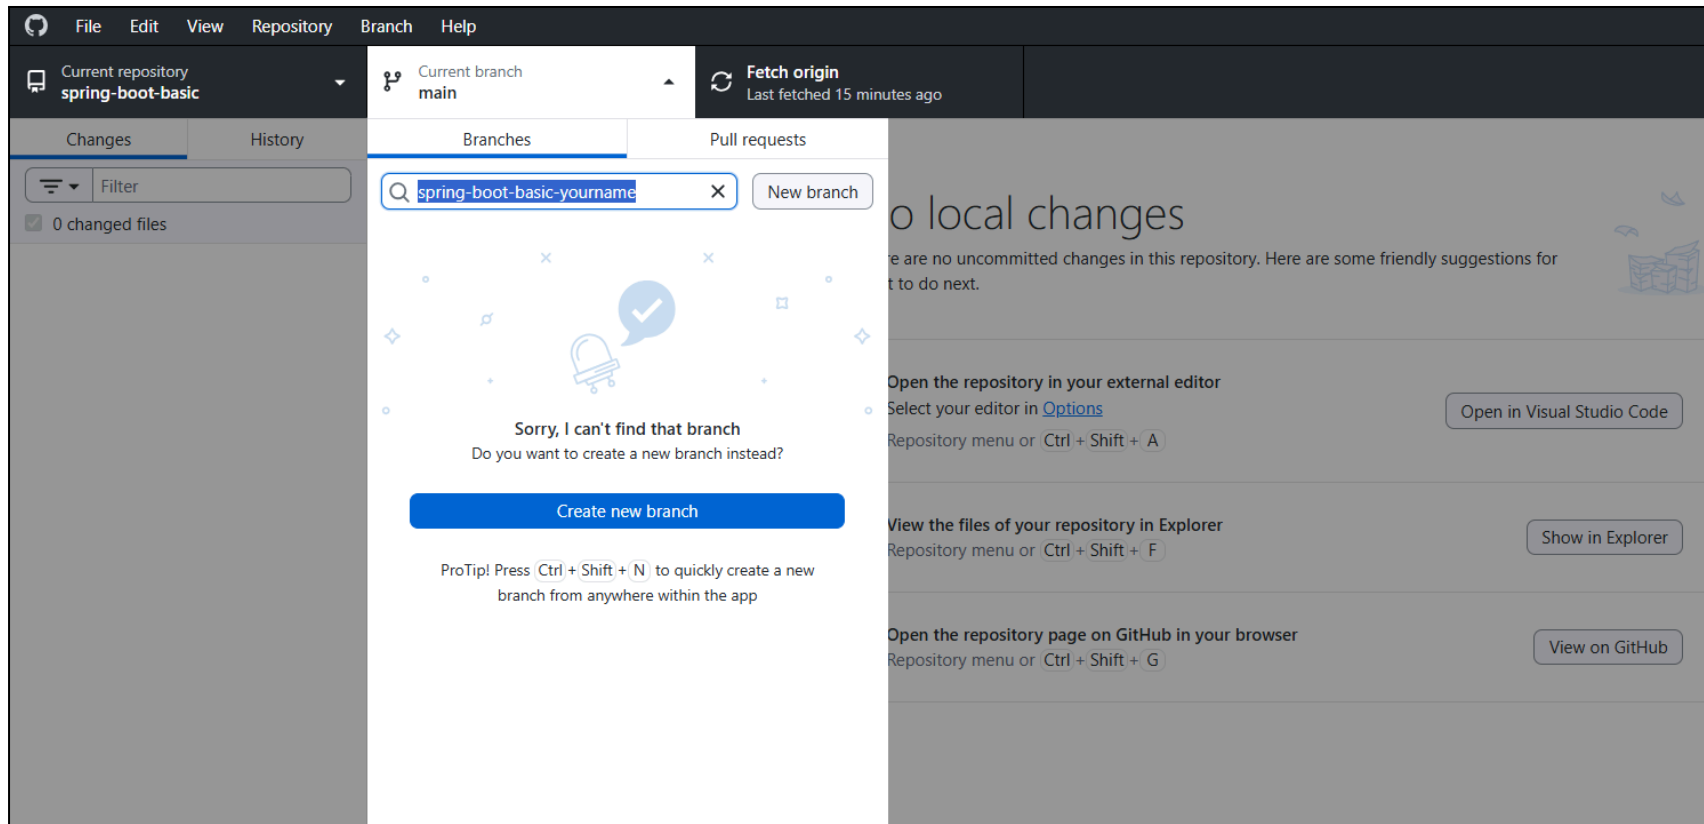 File Edit View Repository Branch Help
Current repository
spring-boot-basic
Current branch
main
Fetch origin
Last fetched 15 minutes ago
Changes History
Filter
0 changed files
Branches Pull requests
spring-boot-basic-yourname
New branch
Sorry, I can't find that branch
Do you want to create a new branch instead?
Create new branch
ProTip! Press Ctrl + Shift + N to quickly create a new
branch from anywhere within the app
o local changes
re are no uncommitted changes in this repository. Here are some friendly suggestions for
t to do next.
Open the repository in your external editor
Select your editor in Options
Repository menu or Ctrl + Shift + A
Open in Visual Studio Code
View the files of your repository in Explorer
Repository menu or Ctrl + Shift + F
Show in Explorer
Open the repository page on GitHub in your browser
Repository menu or Ctrl + Shift + G
View on GitHub